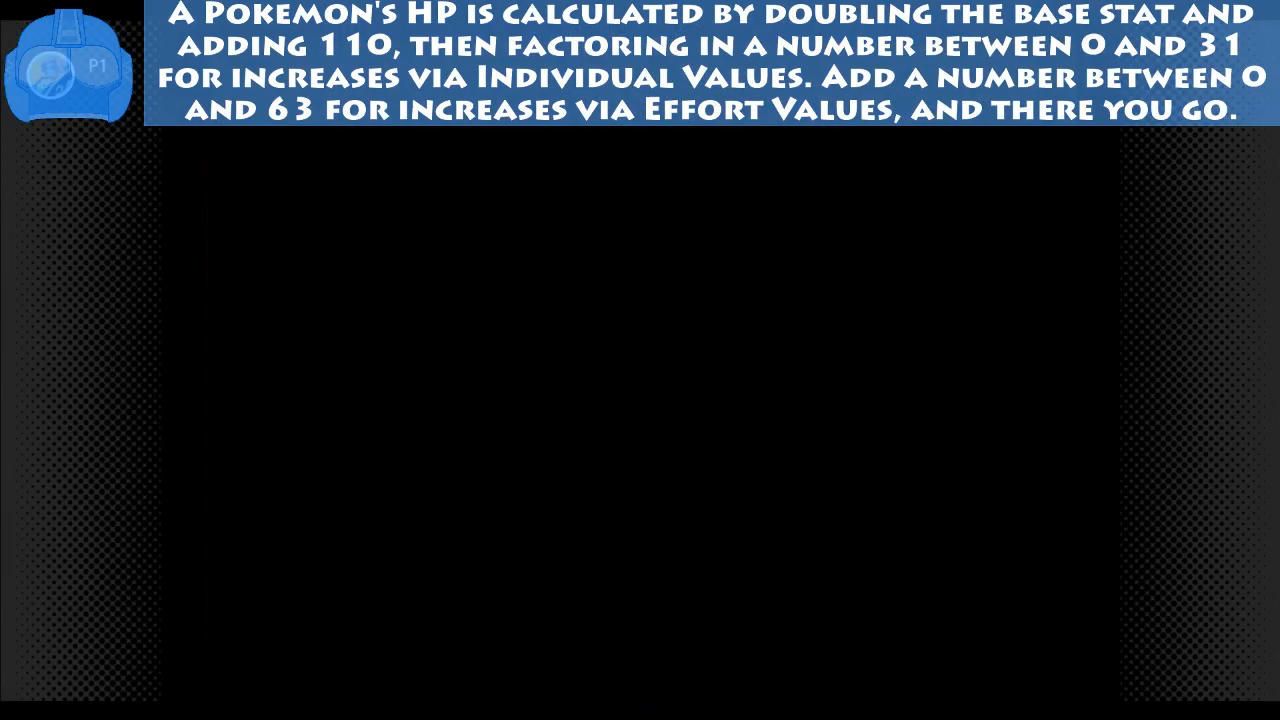 P1
A Pokemon's HP is calculated by doubling the base stat and
adding 110, then factoring in a number between 0 and 31
for increases via Individual Values. Add a number between 0
and 63 for increases via Effort Values, and there you go.